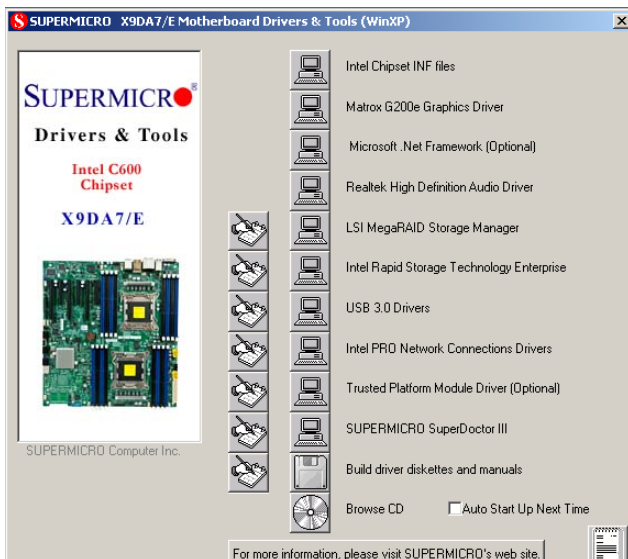 SUPERMICRO X9DA7/E Motherboard Drivers & Tools (WinXP)
SUPERMICRO®
Drivers & Tools
Intel C600
Chipset
X9DA7/E
SUPERMICRO Computer Inc.
Intel Chipset INF files
Matrox G200e Graphics Driver
Microsoft .Net Framework (Optional)
Realtek High Definition Audio Driver
LSI MegaRAID Storage Manager
Intel Rapid Storage Technology Enterprise
USB 3.0 Drivers
Intel PRO Network Connections Drivers
Trusted Platform Module Driver (Optional)
SUPERMICRO SuperDoctor III
Build driver diskettes and manuals
Browse CD Auto Start Up Next Time
For more information, please visit SUPERMICRO's web site.